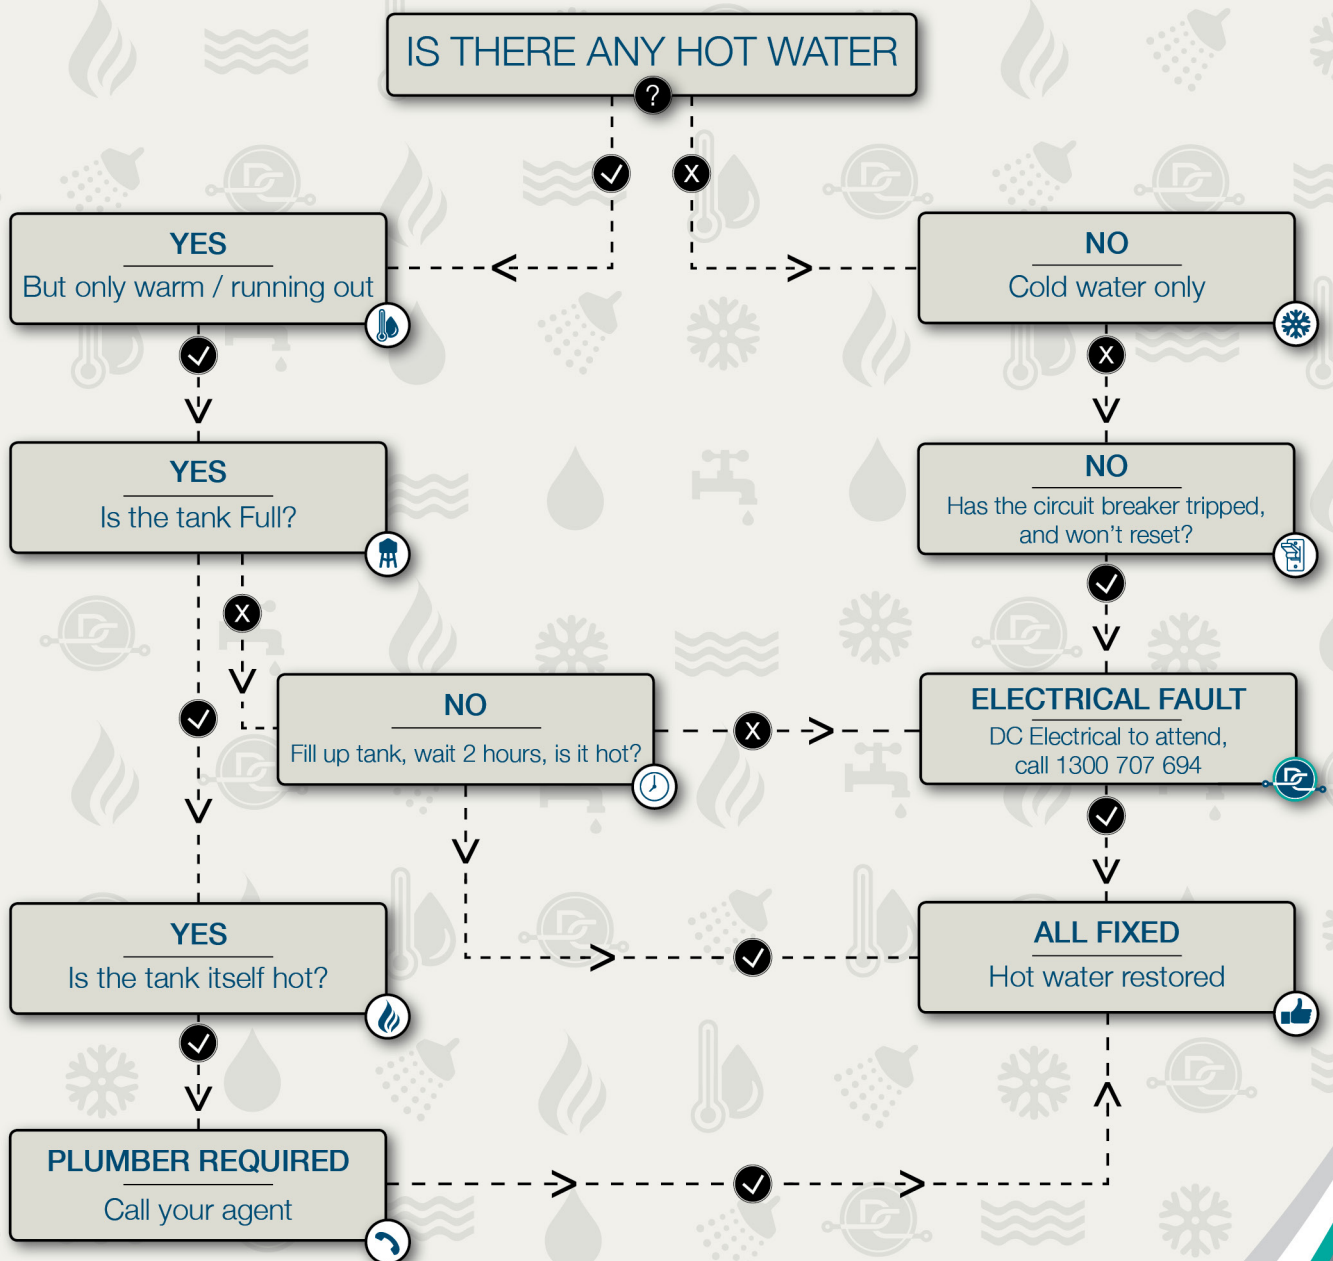 IS THERE ANY HOT WATER
?
X
YES
But only warm / running out
NO
Cold water only
X
YES
Is the tank Full?
NO
Has the circuit breaker tripped,
and won't reset?
X
NO
Fill up tank, wait 2 hours, is it hot?
X
ELECTRICAL FAULT
DC Electrical to attend,
call 1300 707 694
YES
Is the tank itself hot?
ALL FIXED
Hot water restored
PLUMBER REQUIRED
Call your agent